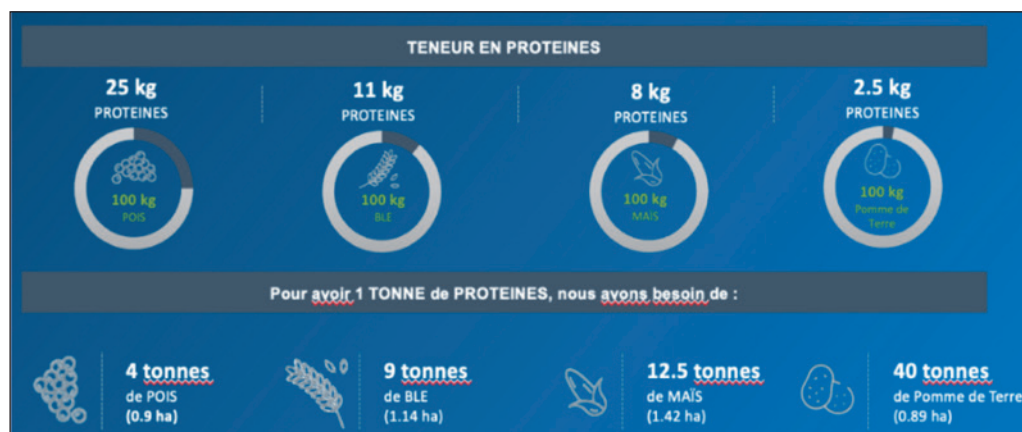 TENEUR EN PROTEINES
25 kg
PROTEINES
100 kg
POIS
11 kg
PROTEINES
100 kg
BLE
8 kg
PROTEINES
100 kg
MAÏS
2.5 kg
PROTEINES
100 kg
Pomme de
Terre
Pour avoir 1 TONNE de PROTEINES, nous avons besoin de :
4 tonnes
de POIS
(0.9 ha)
9 tonnes
de BLE
(1.14 ha)
12.5 tonnes
de MAÏS
(1.42 ha)
40 tonnes
de Pomme de Terre
(0.89 ha)